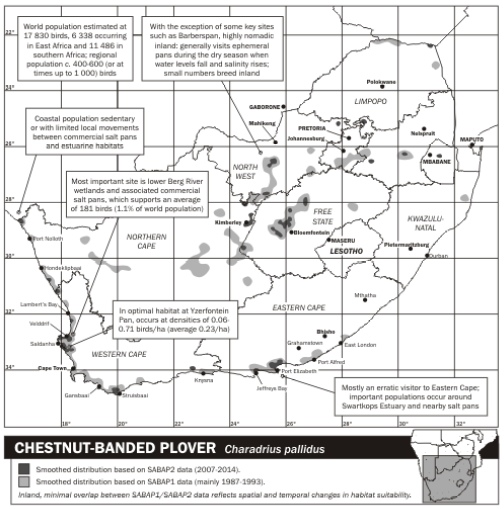 World population estimated at
17 830 birds, 6 338 occurring
in East Africa and 11 486 in
southern Africa; regional
population c. 400-600 (or at
times up to 1 000) birds
With the exception of some key sites
such as Barberspan, highly nomadic
inland: generally visits ephemeral
pans during the dry season when
water levels fall and salinity rises;
small numbers breed inland
Coastal population sedentary
or with limited local movements
between commercial salt pans
and estuarine habitats
Most important site is lower Berg River
wetlands and associated commercial
salt pans, which supports an average
of 181 birds (1.1% of world population)
In optimal habitat at Yzerfontein
Pan, occurs at densities of 0.06-
0.71 birds/ha (average 0.23/ha)
Mostly an erratic visitor to Eastern Cape;
important populations occur around
Swartkops Estuary and nearby salt pans
22°
24°
26°
28°
30°
32°
34°
18°
20°
22°
24°
26°
28°
30°
32°
Polokwane
LIMPOPO
GABORONE
Mahikeng
PRETORIA
Johannesburg
Nelspruit
MAPUTO
MBABANE
NORTH
WEST
FREE
STATE
KWAZULU-
NATAL
Kimberley
Bloemfontein
MASERU
LESOTHO
Pietermaritzburg
Durban
NORTHERN
CAPE
Port Nolloth
Hondeklipbaai
Lambert's Bay
Velddrif
Saldanha
Cape Town
Gansbaai
Struisbaai
WESTERN CAPE
Knysna
EASTERN CAPE
Mthatha
Bhisho
Grahamstown
East London
Port Alfred
Port Elizabeth
Jeffreys Bay
CHESTNUT-BANDED PLOVER Charadrius pallidus
Smoothed distribution based on SABAP2 data (2007-2014).
Smoothed distribution based on SABAP1 data (mainly 1987-1993).
Inland, minimal overlap between SABAP1/SABAP2 data reflects spatial and temporal changes in habitat suitability.